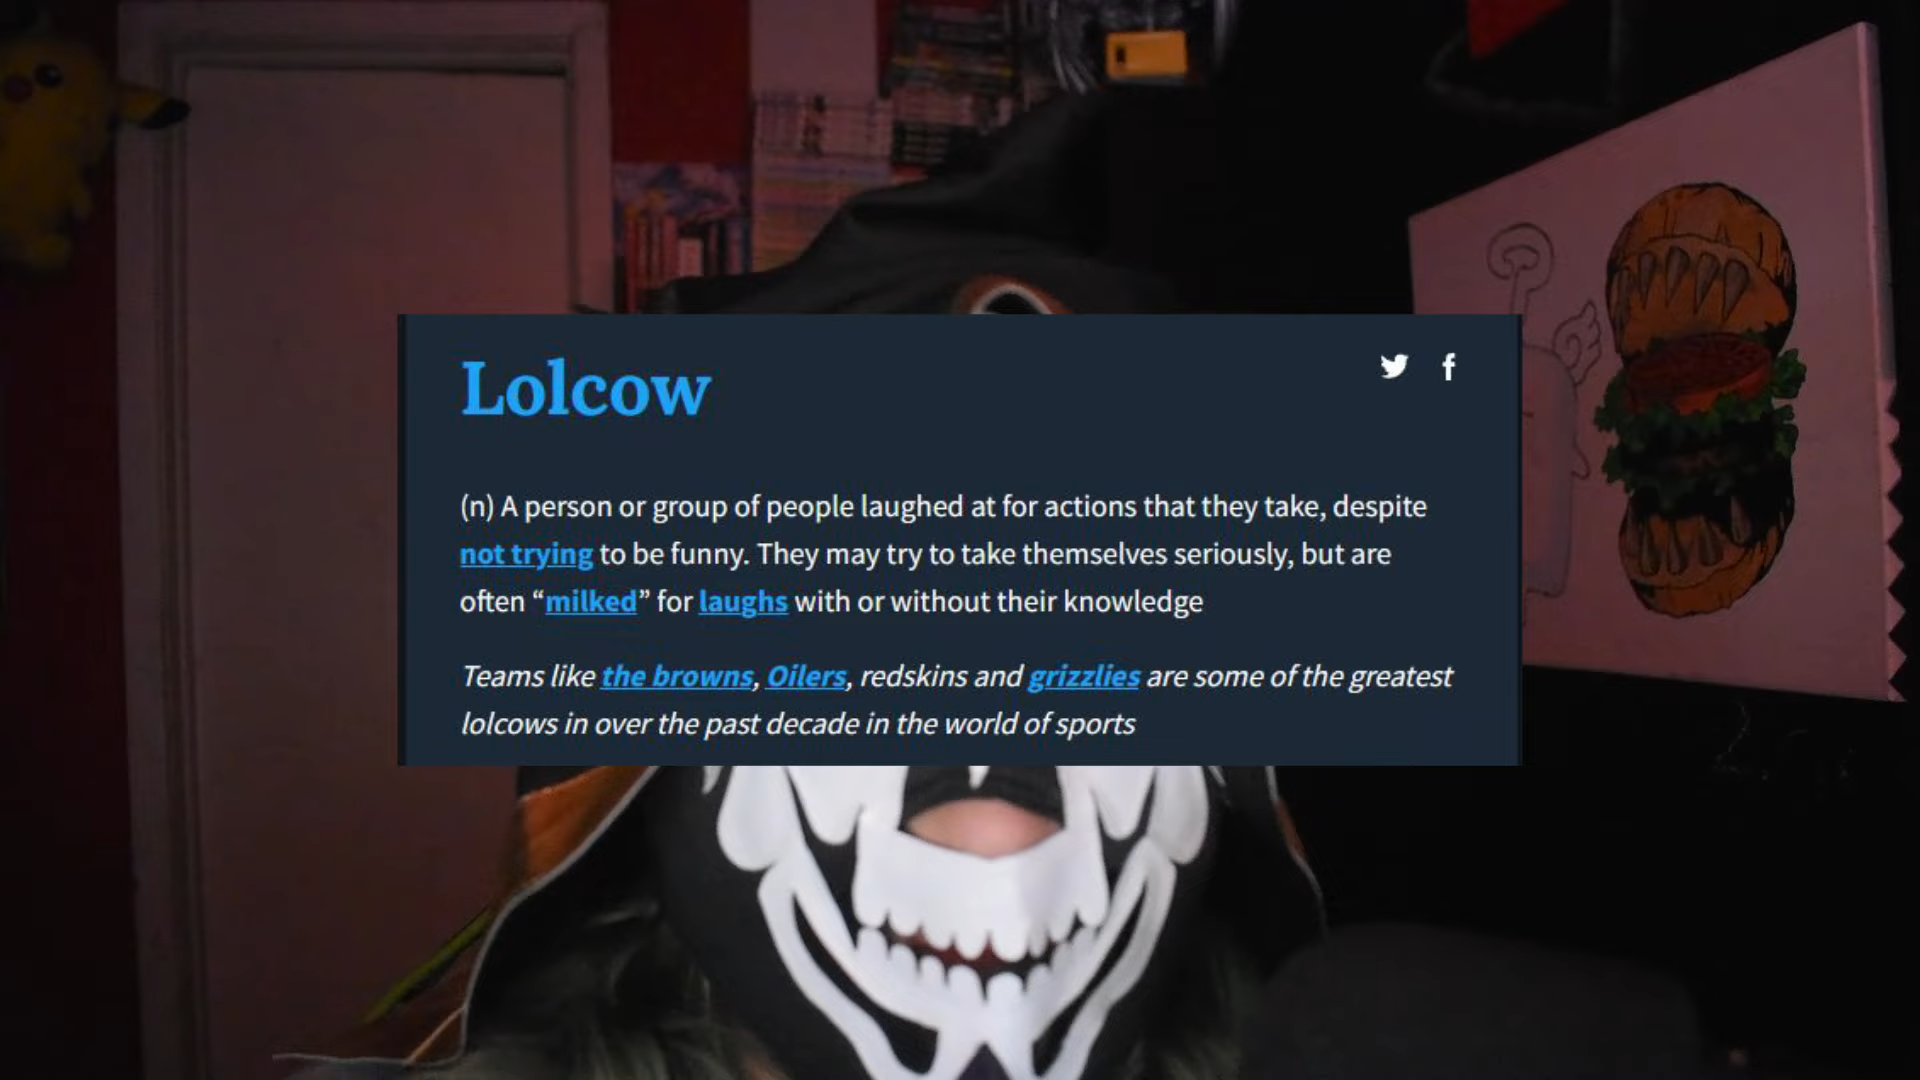 Lolcow
(n) A person or group of people laughed at for actions that they take, despite
not trying to be funny. They may try to take themselves seriously, but are
often “milked” for laughs with or without their knowledge
Teams like the browns, Oilers, redskins and grizzlies are some of the greatest
lolcows in over the past decade in the world of sports